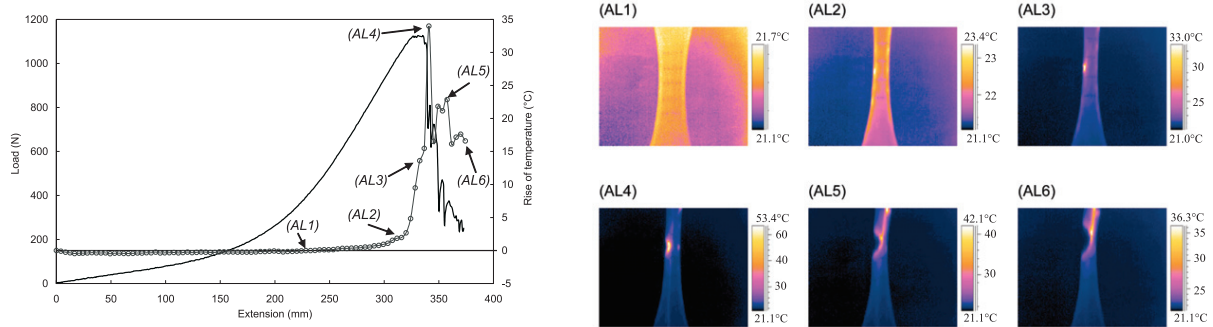 1200
1000
800
600
400
200
0
Load (N)
0 50 100 150 200 250 300 350 400
Extension (mm)
35
30
25
20
15
10
5
0
-5
Rise of temperature (°C)
(AL4)
(AL5)
(AL3)
(AL6)
(AL2)
(AL1)
(AL1)
21.7°C
21.1°C
(AL2)
23.4°C
23
22
21.1°C
(AL3)
33.0°C
30
25
21.0°C
(AL4)
53.4°C
60
40
30
21.1°C
(AL5)
42.1°C
40
30
21.1°C
(AL6)
36.3°C
35
30
25
21.1°C